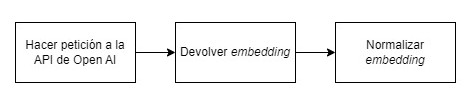 Hacer petición a la
API de Open AI
Devolver embedding
Normalizar
embedding